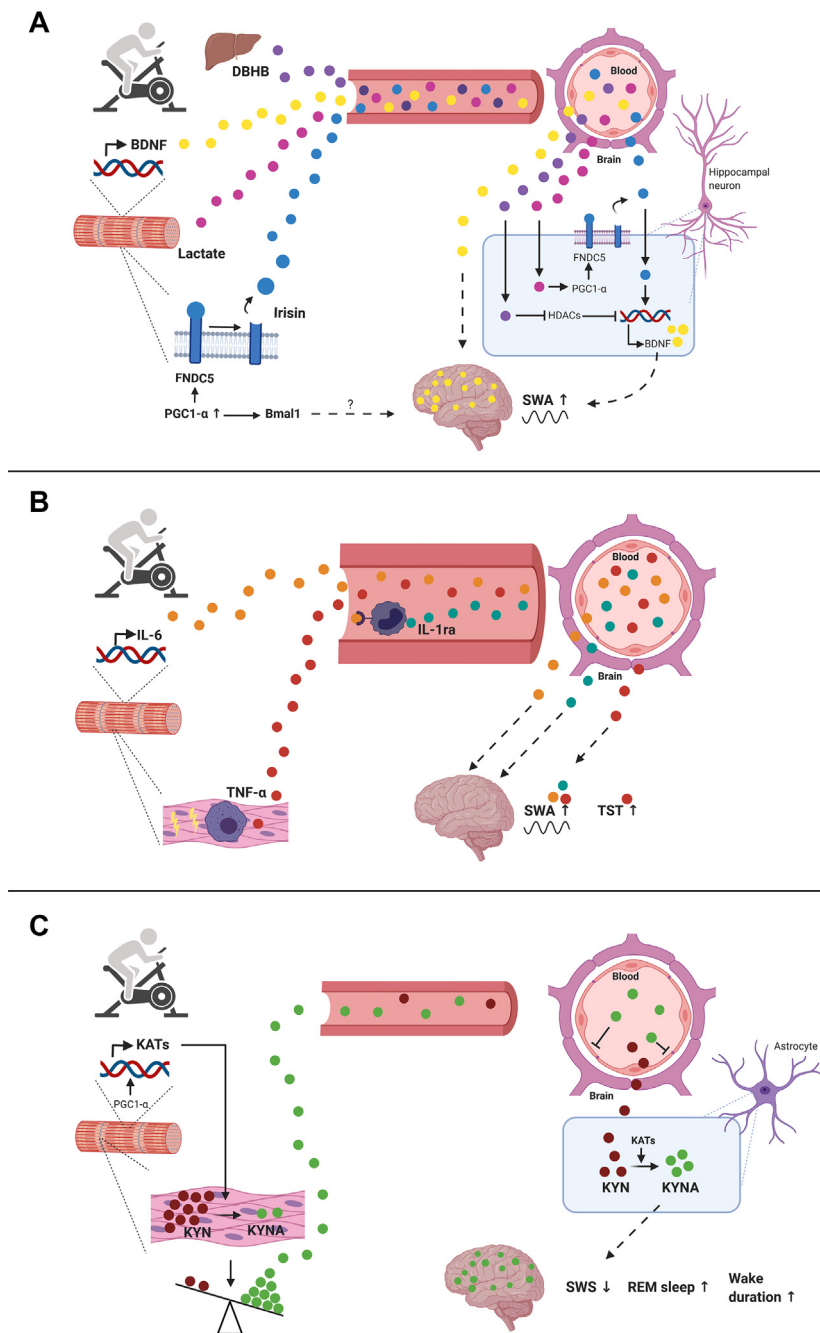 A
DBHB
BDNF
Lactate
Irisin
FNDC5
PGC1-α ↑
Bmal1
?
Blood
Brain
Hippocampal
neuron
FNDC5
PGC1-α
HDACs
BDNF
SWA ↑
B
IL-6
TNF-α
IL-1ra
Blood
Brain
SWA ↑
TST ↑
C
KATs
PGC1-α
KYN
KYNA
Blood
Brain
Astrocyte
KATs
KYN
KYNA
SWS ↓
REM sleep ↑
Wake
duration ↑